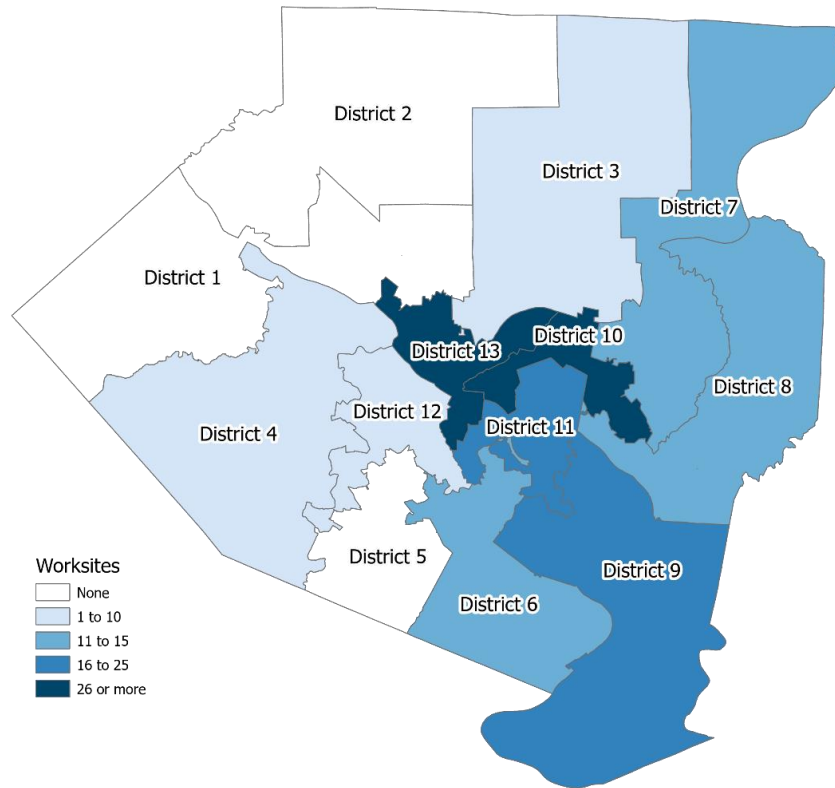 District 2
District 3
District 7
District 1
District 10
District 13
District 8
District 12
District 11
District 4
District 5
District 9
District 6
Worksites
None
1 to 10
11 to 15
16 to 25
26 or more